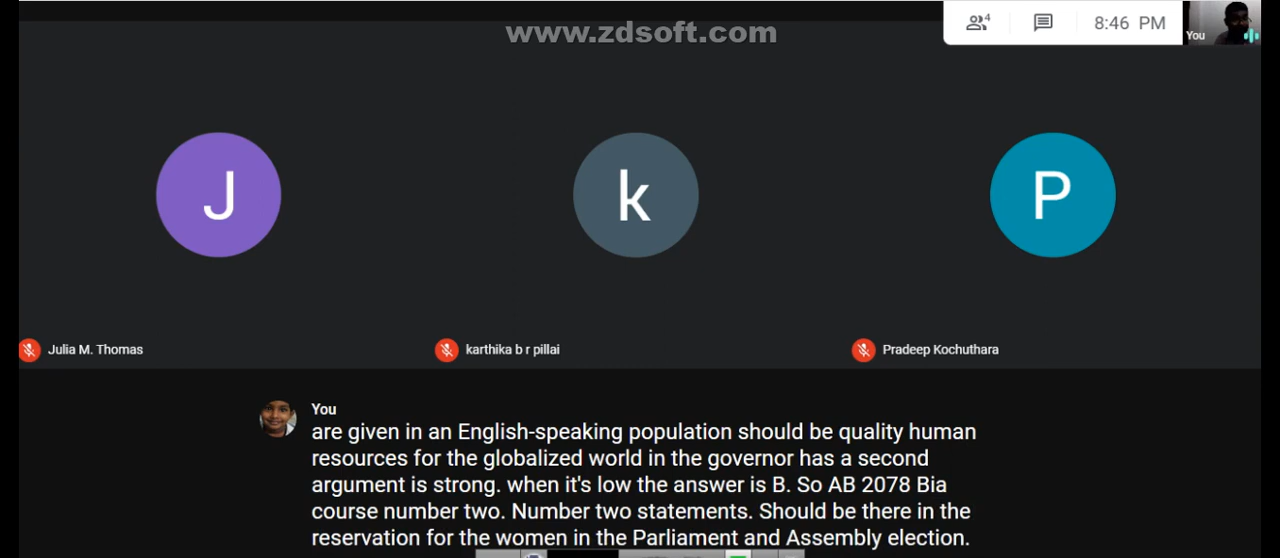 www.zdsoft.com
4
8:46 PM
You
J
k
P
Julia M. Thomas
karthika b r pillai
Pradeep Kochuthara
You
are given in an English-speaking population should be quality human
resources for the globalized world in the governor has a second
argument is strong. when it's low the answer is B. So AB 2078 Bia
course number two. Number two statements. Should be there in the
reservation for the women in the Parliament and Assembly election.